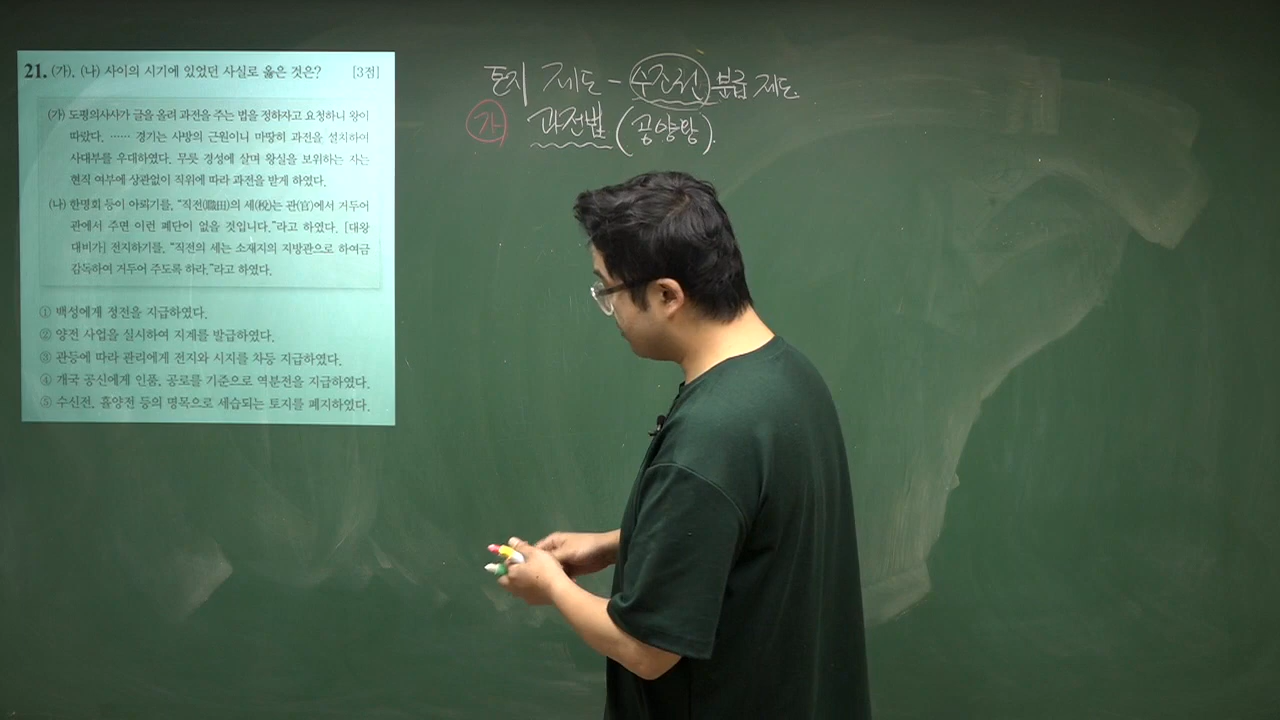 21. (가), (나) 사이의 시기에 있었던 사실로 옳은 것은? [3점]
(가) 도평의사사가 글을 올려 과전을 주는 법을 정하자고 요청하니 왕이
따랐다. …… 경기는 사방의 근원이니 마땅히 과전을 설치하여
사대부를 우대하였다. 무릇 경성에 살며 왕실을 보위하는 자는
현직 여부에 상관없이 직위에 따라 과전을 받게 하였다.
(나) 한명회 등이 아뢰기를, "직전(職田)의 세(稅)는 관(官)에서 거두어
관에서 주면 이런 폐단이 없을 것입니다."라고 하였다. [대왕
대비가] 전지하기를, "직전의 세는 소재지의 지방관으로 하여금
감독하여 거두어 주도록 하라."라고 하였다.
① 백성에게 정전을 지급하였다.
② 양전 사업을 실시하여 지계를 발급하였다.
③ 관등에 따라 관리에게 전지와 시지를 차등 지급하였다.
④ 개국 공신에게 인품, 공로를 기준으로 역분전을 지급하였다.
⑤ 수신전, 휼양전 등의 명목으로 세습되는 토지를 폐지하였다.
토지 제도 - 수조권 분급 제도
가 과전법 (공양왕).